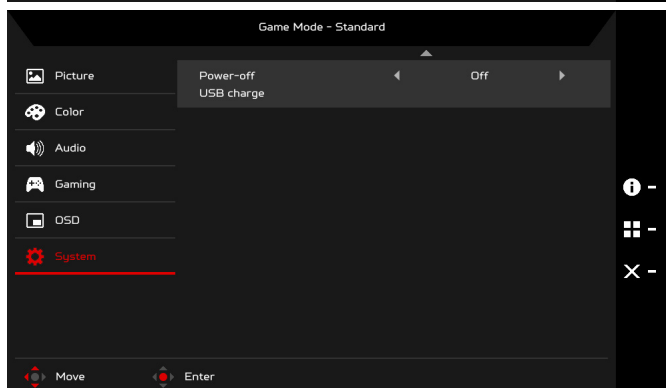 Game Mode - Standard
Picture
Power-off Off
USB charge
Color
Audio
Gaming
OSD
System
Move Enter